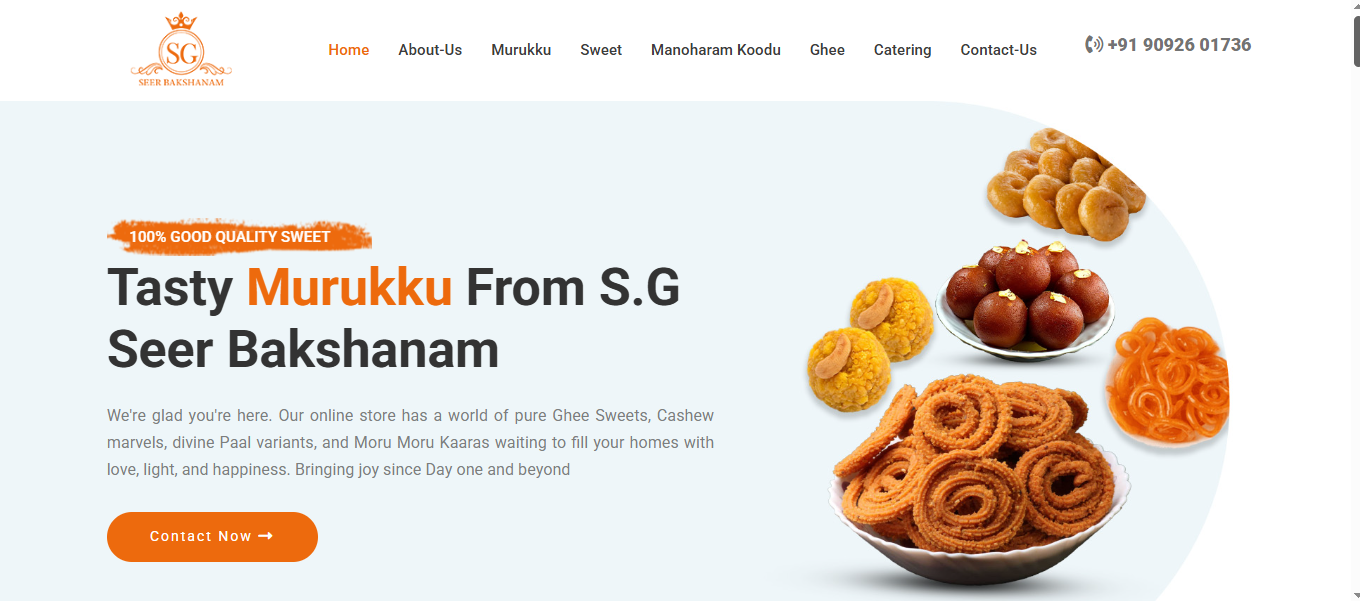 SG
SEER BAKSHANAM
Home About-Us Murukku Sweet Manoharam Koodu Ghee Catering Contact-Us
+91 90926 01736
100% GOOD QUALITY SWEET
Tasty Murukku From S.G
Seer Bakshanam
We're glad you're here. Our online store has a world of pure Ghee Sweets, Cashew
marvels, divine Paal variants, and Moru Moru Kaaras waiting to fill your homes with
love, light, and happiness. Bringing joy since Day one and beyond
Contact Now